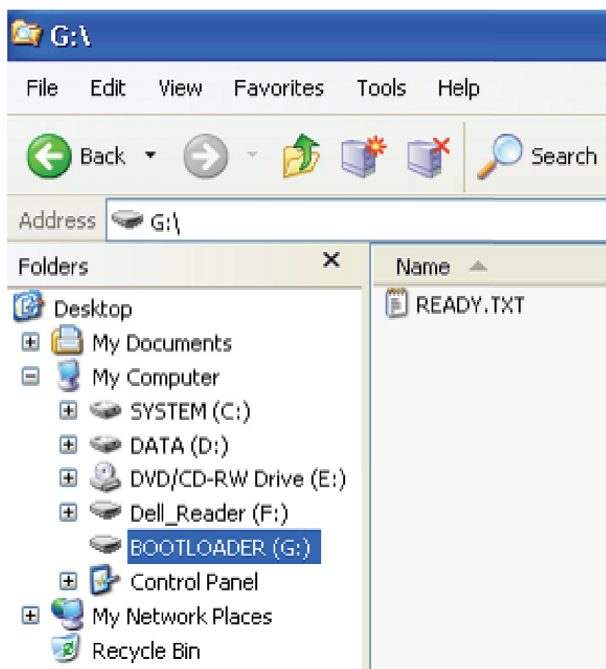 G:\
File Edit View Favorites Tools Help
Back Search
Address G:\
Folders × Name
Desktop READY.TXT
My Documents
My Computer
SYSTEM (C:)
DATA (D:)
DVD/CD-RW Drive (E:)
Dell_Reader (F:)
BOOTLOADER (G:)
Control Panel
My Network Places
Recycle Bin